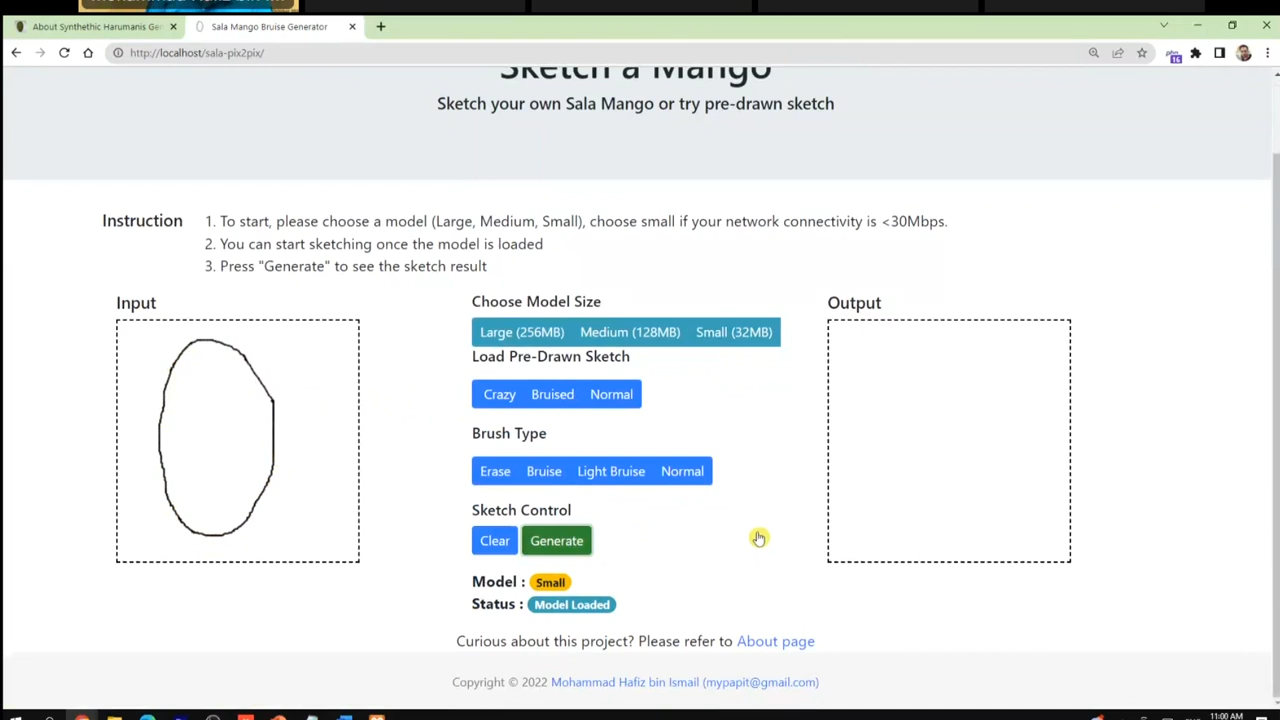 About Synthethic Harumanis Ge
Sala Mango Bruise Generator
http://localhost/sala-pix2pix/
16
Sketch a Mango
Sketch your own Sala Mango or try pre-drawn sketch
Instruction
1. To start, please choose a model (Large, Medium, Small), choose small if your network connectivity is <30Mbps.
2. You can start sketching once the model is loaded
3. Press "Generate" to see the sketch result
Input
Choose Model Size
Output
Large (256MB) Medium (128MB) Small (32MB)
Load Pre-Drawn Sketch
Crazy Bruised Normal
Brush Type
Erase Bruise Light Bruise Normal
Sketch Control
Clear Generate
Model : Small
Status : Model Loaded
Curious about this project? Please refer to About page
Copyright © 2022 Mohammad Hafiz bin Ismail (mypapit@gmail.com)
11:00 AM